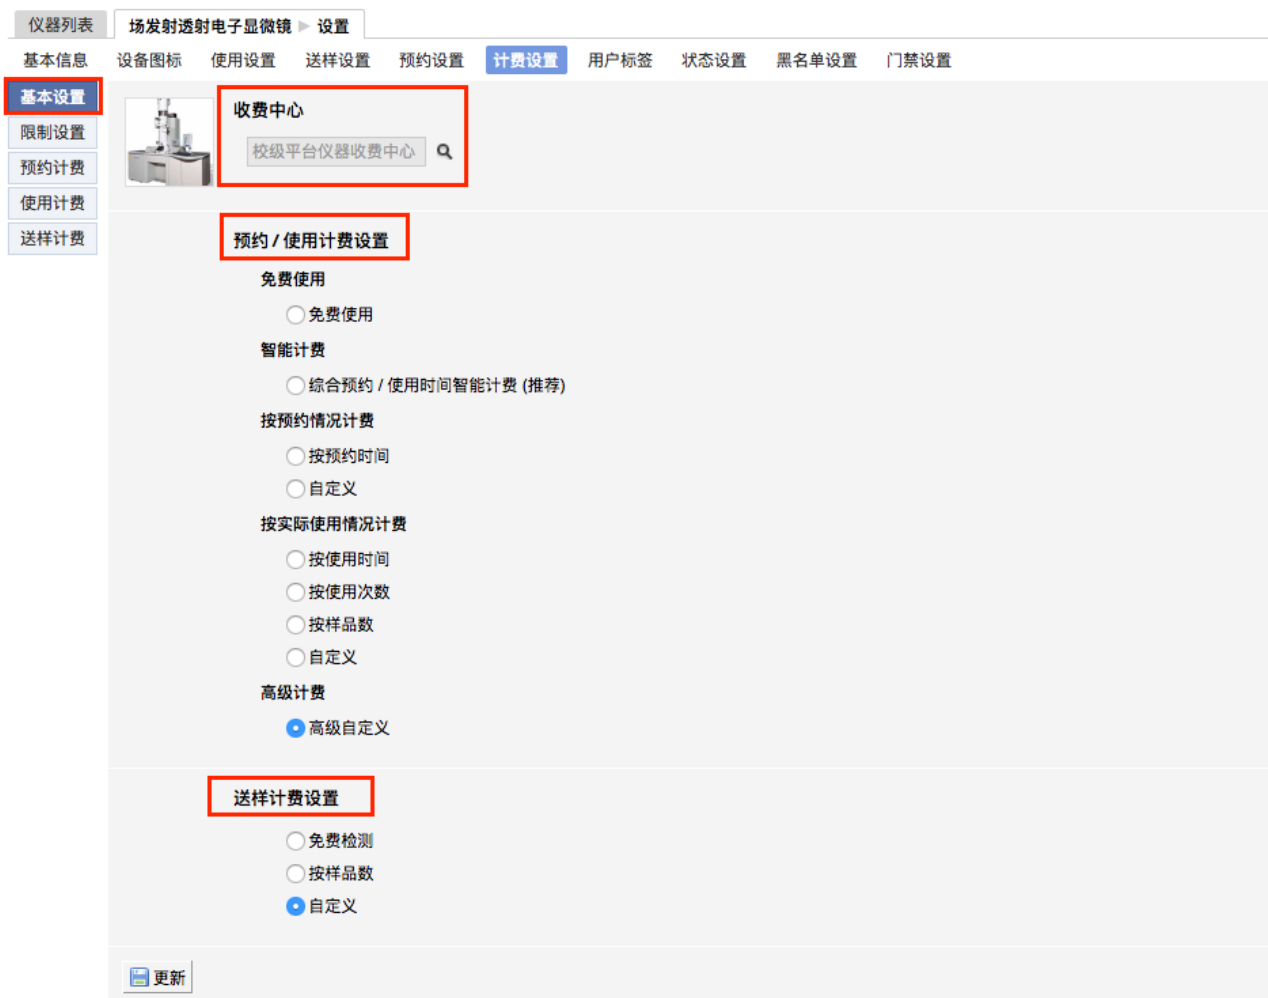 仪器列表 场发射透射电子显微镜 ▶ 设置
基本信息 设备图标 使用设置 送样设置 预约设置 计费设置 用户标签 状态设置 黑名单设置 门禁设置
基本设置
限制设置
预约计费
使用计费
送样计费
收费中心
校级平台仪器收费中心
预约 / 使用计费设置
免费使用
免费使用
智能计费
综合预约 / 使用时间智能计费 (推荐)
按预约情况计费
按预约时间
自定义
按实际使用情况计费
按使用时间
按使用次数
按样品数
自定义
高级计费
高级自定义
送样计费设置
免费检测
按样品数
自定义
更新